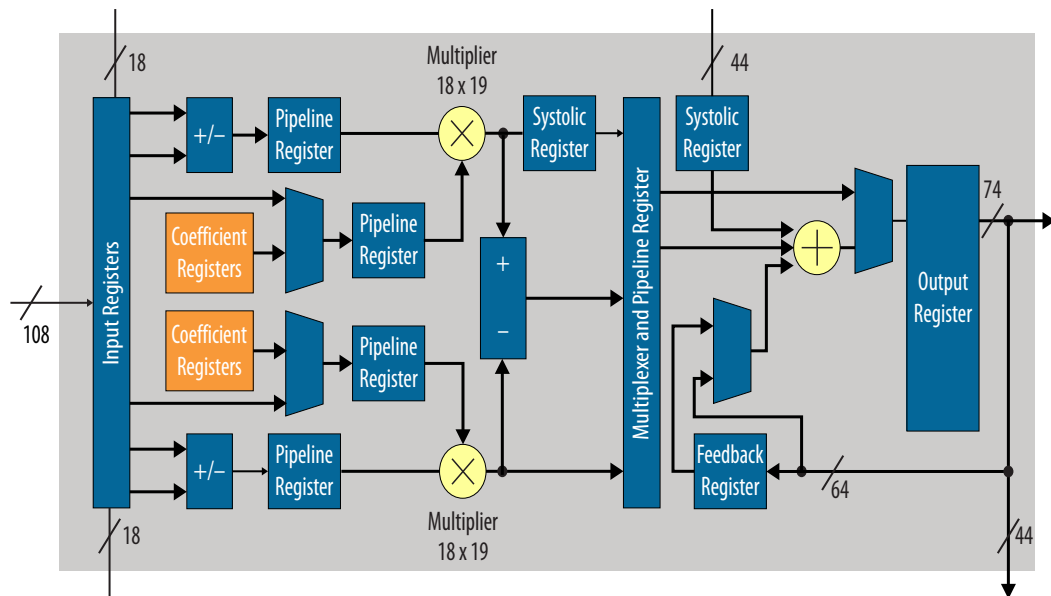 18
44
Multiplier
18 x 19
+/–
Pipeline
Register
Systolic
Register
Systolic
Register
74
Coefficient
Registers
Pipeline
Register
+
–
Output
Register
108
Input Registers
Multiplexer and Pipeline Register
Coefficient
Registers
Pipeline
Register
+/–
Pipeline
Register
Feedback
Register
64
Multiplier
18 x 19
18
44